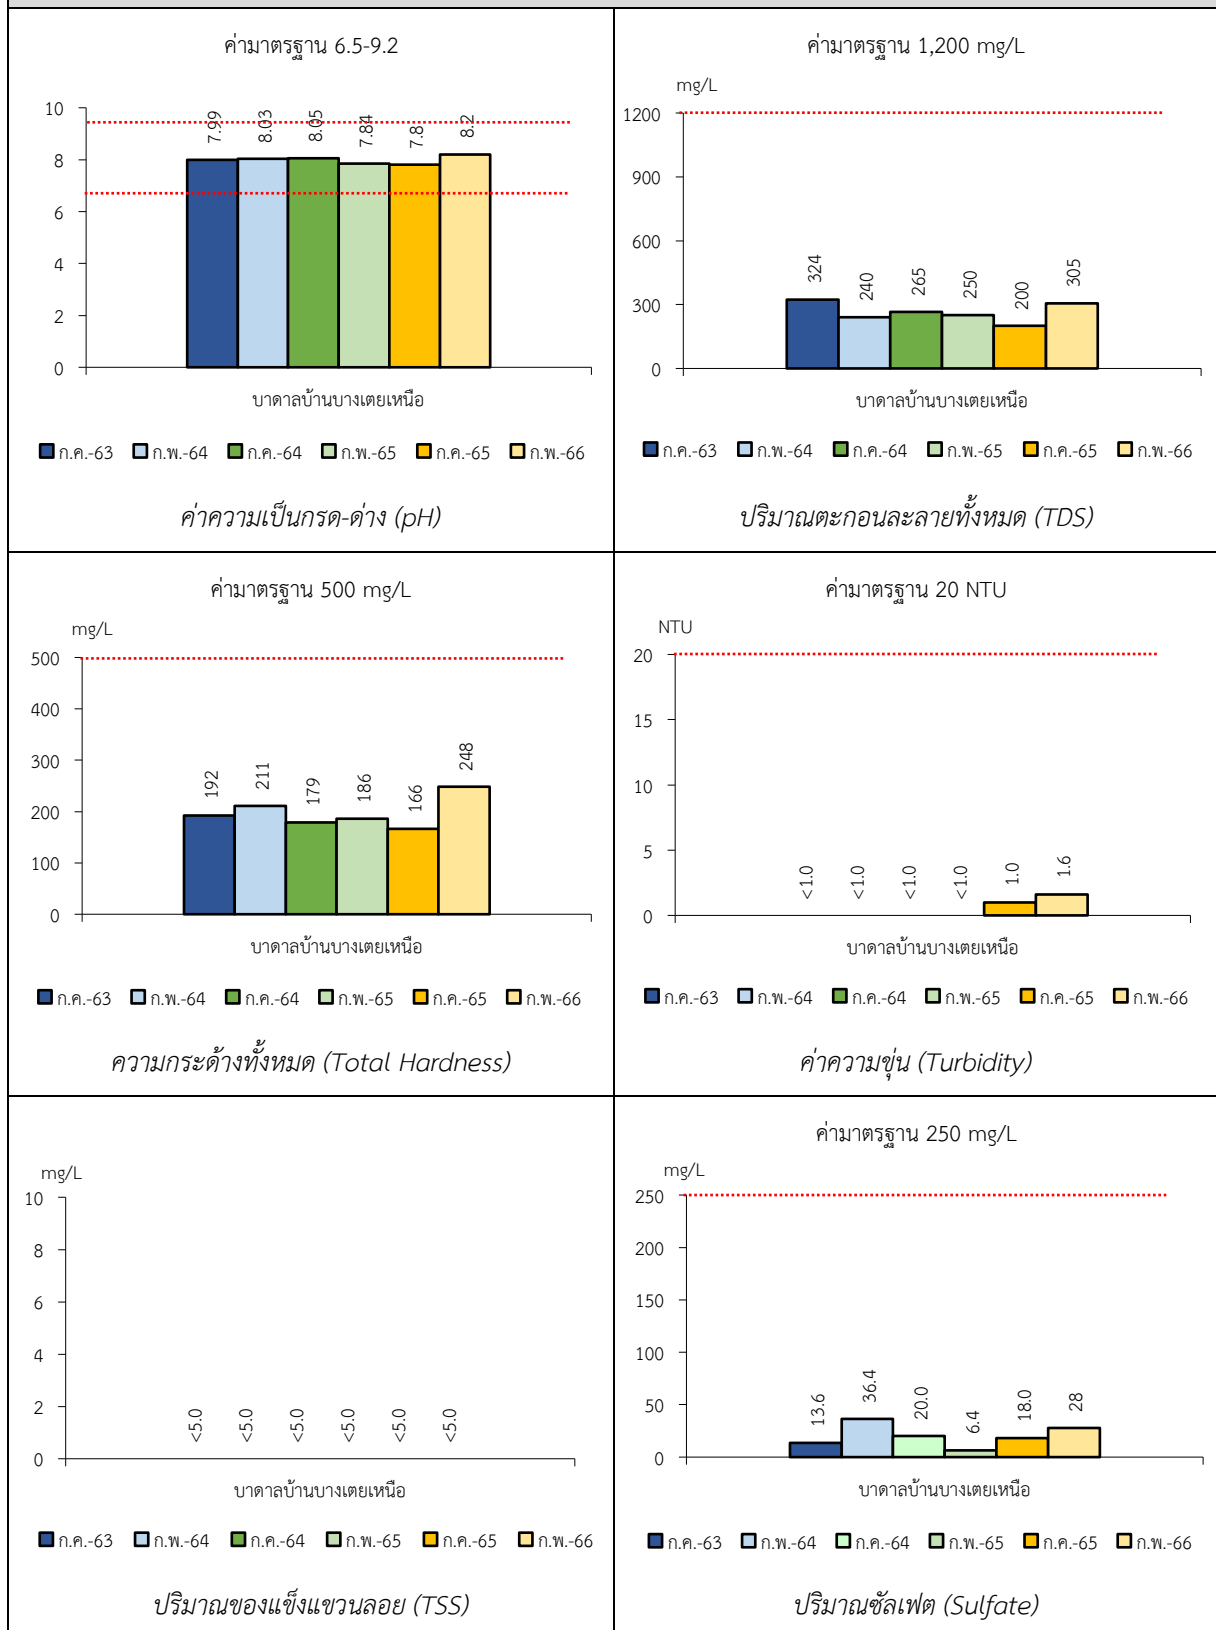 ค่ามาตรฐาน 6.5-9.2
10
8
6
4
2
0
7.99
8.03
8.05
7.84
7.8
8.2
บาดาลบ้านบางเตยเหนือ
ก.ค.-63 ก.พ.-64 ก.ค.-64 ก.พ.-65 ก.ค.-65 ก.พ.-66
ค่าความเป็นกรด-ด่าง (pH)
ค่ามาตรฐาน 1,200 mg/L
mg/L
1200
900
600
300
0
324
240
265
250
200
305
บาดาลบ้านบางเตยเหนือ
ก.ค.-63 ก.พ.-64 ก.ค.-64 ก.พ.-65 ก.ค.-65 ก.พ.-66
ปริมาณตะกอนละลายทั้งหมด (TDS)
ค่ามาตรฐาน 500 mg/L
mg/L
500
400
300
200
100
0
192
211
179
186
166
248
บาดาลบ้านบางเตยเหนือ
ก.ค.-63 ก.พ.-64 ก.ค.-64 ก.พ.-65 ก.ค.-65 ก.พ.-66
ความกระด้างทั้งหมด (Total Hardness)
ค่ามาตรฐาน 20 NTU
NTU
20
15
10
5
0
<1.0
<1.0
<1.0
<1.0
1.0
1.6
บาดาลบ้านบางเตยเหนือ
ก.ค.-63 ก.พ.-64 ก.ค.-64 ก.พ.-65 ก.ค.-65 ก.พ.-66
ค่าความขุ่น (Turbidity)
mg/L
10
8
6
4
2
0
<5.0
<5.0
<5.0
<5.0
<5.0
<5.0
บาดาลบ้านบางเตยเหนือ
ก.ค.-63 ก.พ.-64 ก.ค.-64 ก.พ.-65 ก.ค.-65 ก.พ.-66
ปริมาณของแข็งแขวนลอย (TSS)
ค่ามาตรฐาน 250 mg/L
mg/L
250
200
150
100
50
0
13.6
36.4
20.0
6.4
18.0
28
บาดาลบ้านบางเตยเหนือ
ก.ค.-63 ก.พ.-64 ก.ค.-64 ก.พ.-65 ก.ค.-65 ก.พ.-66
ปริมาณซัลเฟต (Sulfate)